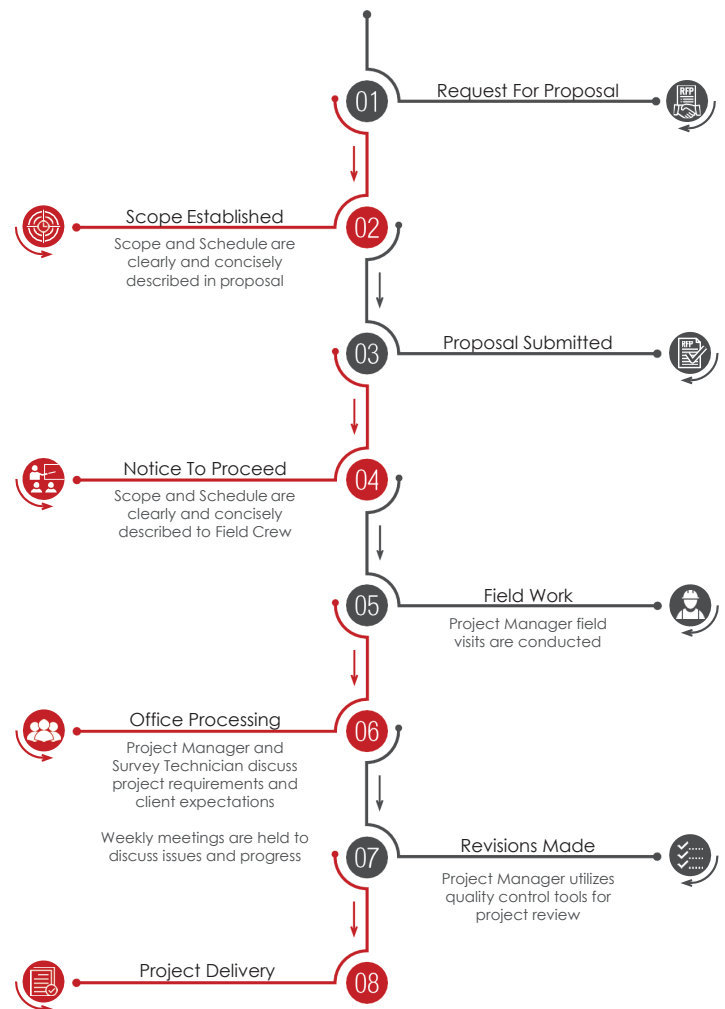 01
Request For Proposal
RFP
02
Scope Established
Scope and Schedule are
clearly and concisely
described in proposal
03
Proposal Submitted
RFP
04
Notice To Proceed
Scope and Schedule are
clearly and concisely
described to Field Crew
05
Field Work
Project Manager field
visits are conducted
06
Office Processing
Project Manager and
Survey Technician discuss
project requirements and
client expectations
Weekly meetings are held to
discuss issues and progress
07
Revisions Made
Project Manager utilizes
quality control tools for
project review
08
Project Delivery